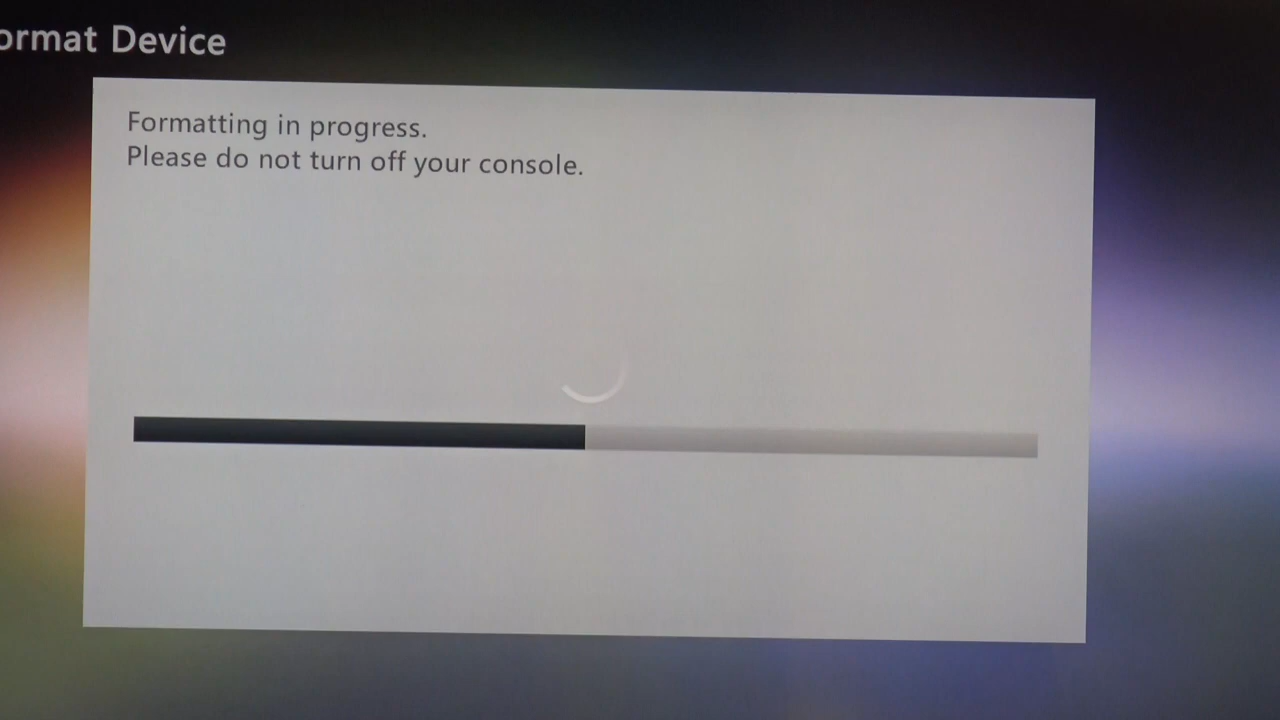 ormat Device
Formatting in progress.
Please do not turn off your console.